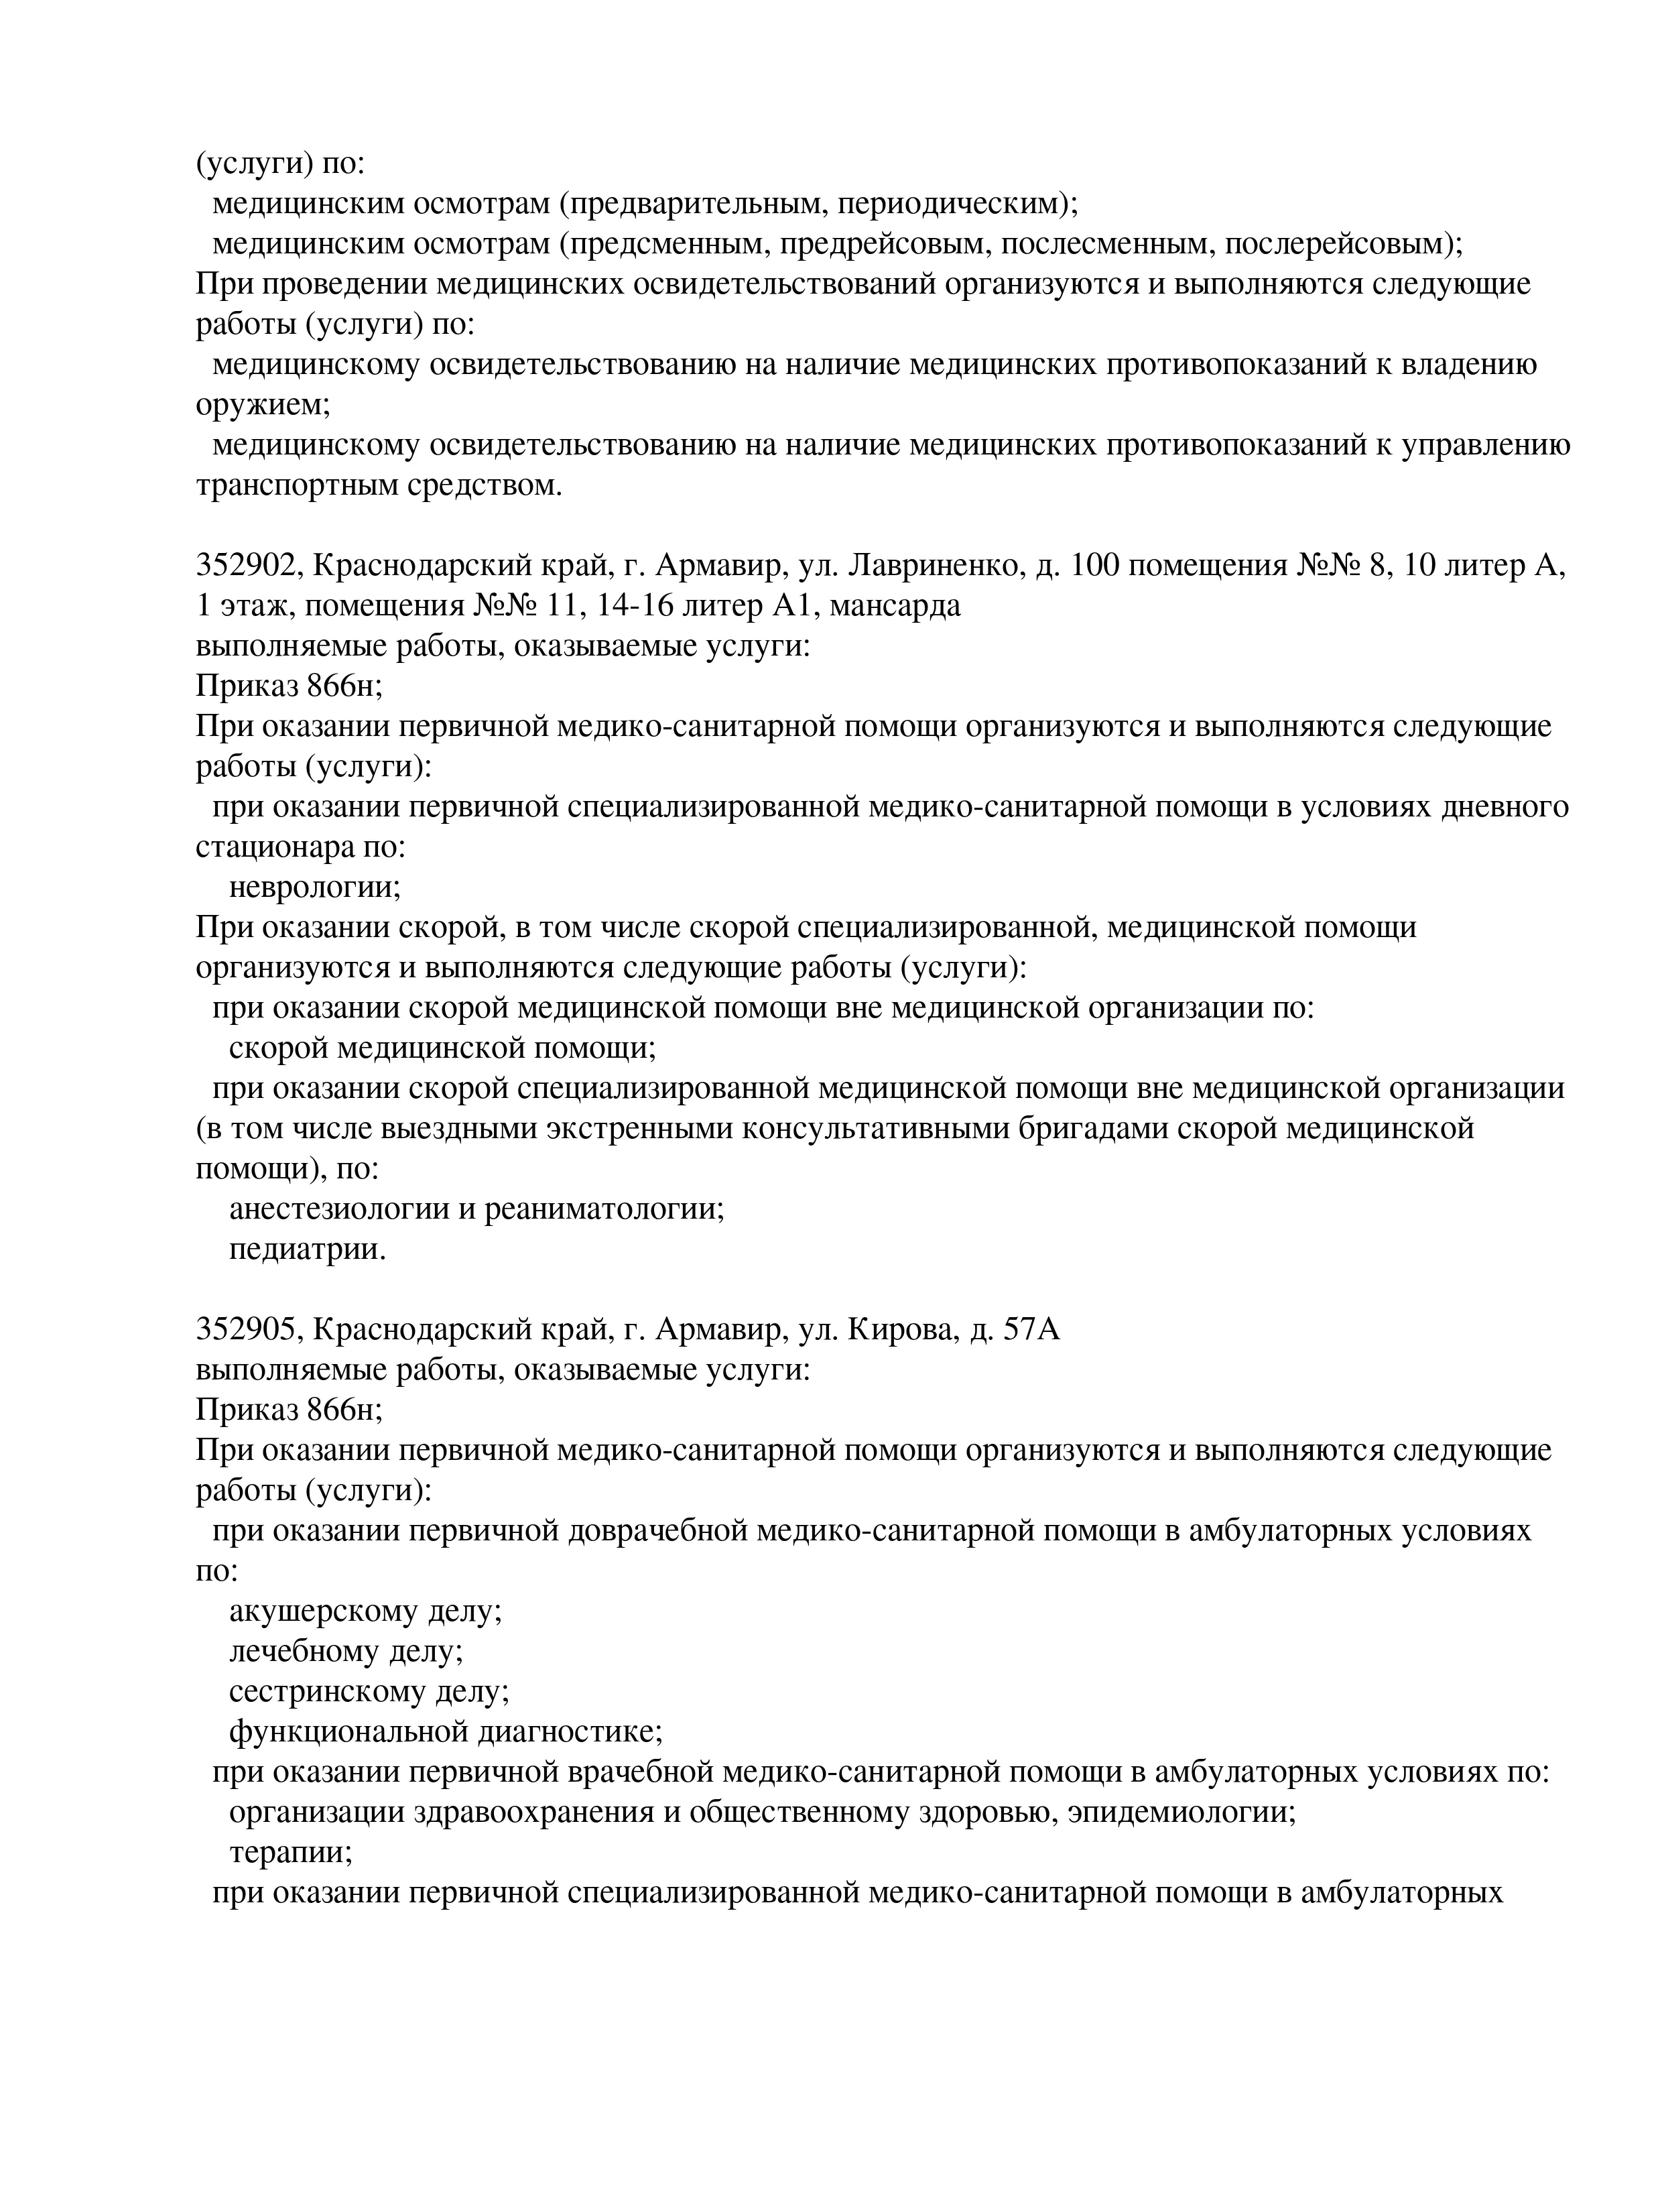 (услуги) по:
медицинским осмотрам (предварительным, периодическим);
медицинским осмотрам (предсменным, предрейсовым, послесменным, послерейсовым);
При проведении медицинских освидетельствований организуются и выполняются следующие
работы (услуги) по:
медицинскому освидетельствованию на наличие медицинских противопоказаний к владению
оружием;
медицинскому освидетельствованию на наличие медицинских противопоказаний к управлению
транспортным средством.
352902, Краснодарский край, г. Армавир, ул. Лавриненко, д. 100 помещения №№ 8, 10 литер А,
1 этаж, помещения №№ 11, 14-16 литер А1, мансарда
выполняемые работы, оказываемые услуги:
Приказ 866н;
При оказании первичной медико-санитарной помощи организуются и выполняются следующие
работы (услуги):
при оказании первичной специализированной медико-санитарной помощи в условиях дневного
стационара по:
неврологии;
При оказании скорой, в том числе скорой специализированной, медицинской помощи
организуются и выполняются следующие работы (услуги):
при оказании скорой медицинской помощи вне медицинской организации по:
скорой медицинской помощи;
при оказании скорой специализированной медицинской помощи вне медицинской организации
(в том числе выездными экстренными консультативными бригадами скорой медицинской
помощи), по:
анестезиологии и реаниматологии;
педиатрии.
352905, Краснодарский край, г. Армавир, ул. Кирова, д. 57А
выполняемые работы, оказываемые услуги:
Приказ 866н;
При оказании первичной медико-санитарной помощи организуются и выполняются следующие
работы (услуги):
при оказании первичной доврачебной медико-санитарной помощи в амбулаторных условиях
по:
акушерскому делу;
лечебному делу;
сестринскому делу;
функциональной диагностике;
при оказании первичной врачебной медико-санитарной помощи в амбулаторных условиях по:
организации здравоохранения и общественному здоровью, эпидемиологии;
терапии;
при оказании первичной специализированной медико-санитарной помощи в амбулаторных